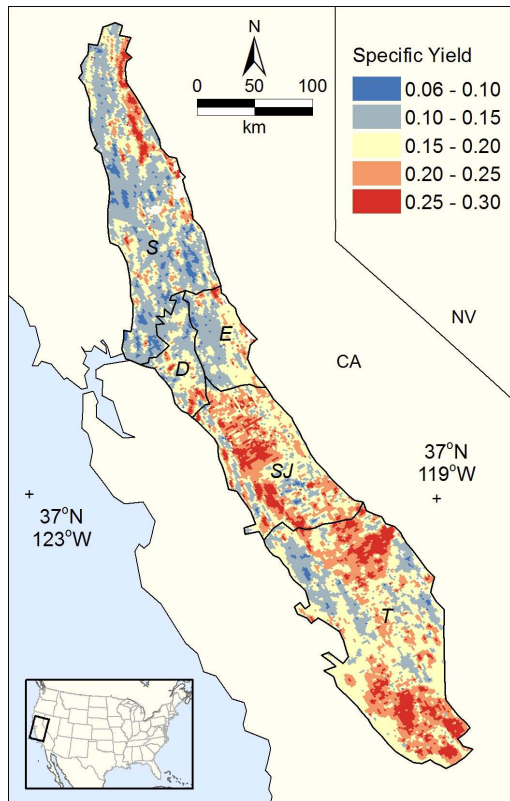 N
0 50 100
km
Specific Yield
0.06 - 0.10
0.10 - 0.15
0.15 - 0.20
0.20 - 0.25
0.25 - 0.30
S
E
D
NV
CA
SJ
37°N
119°W
+
+
37°N
123°W
T